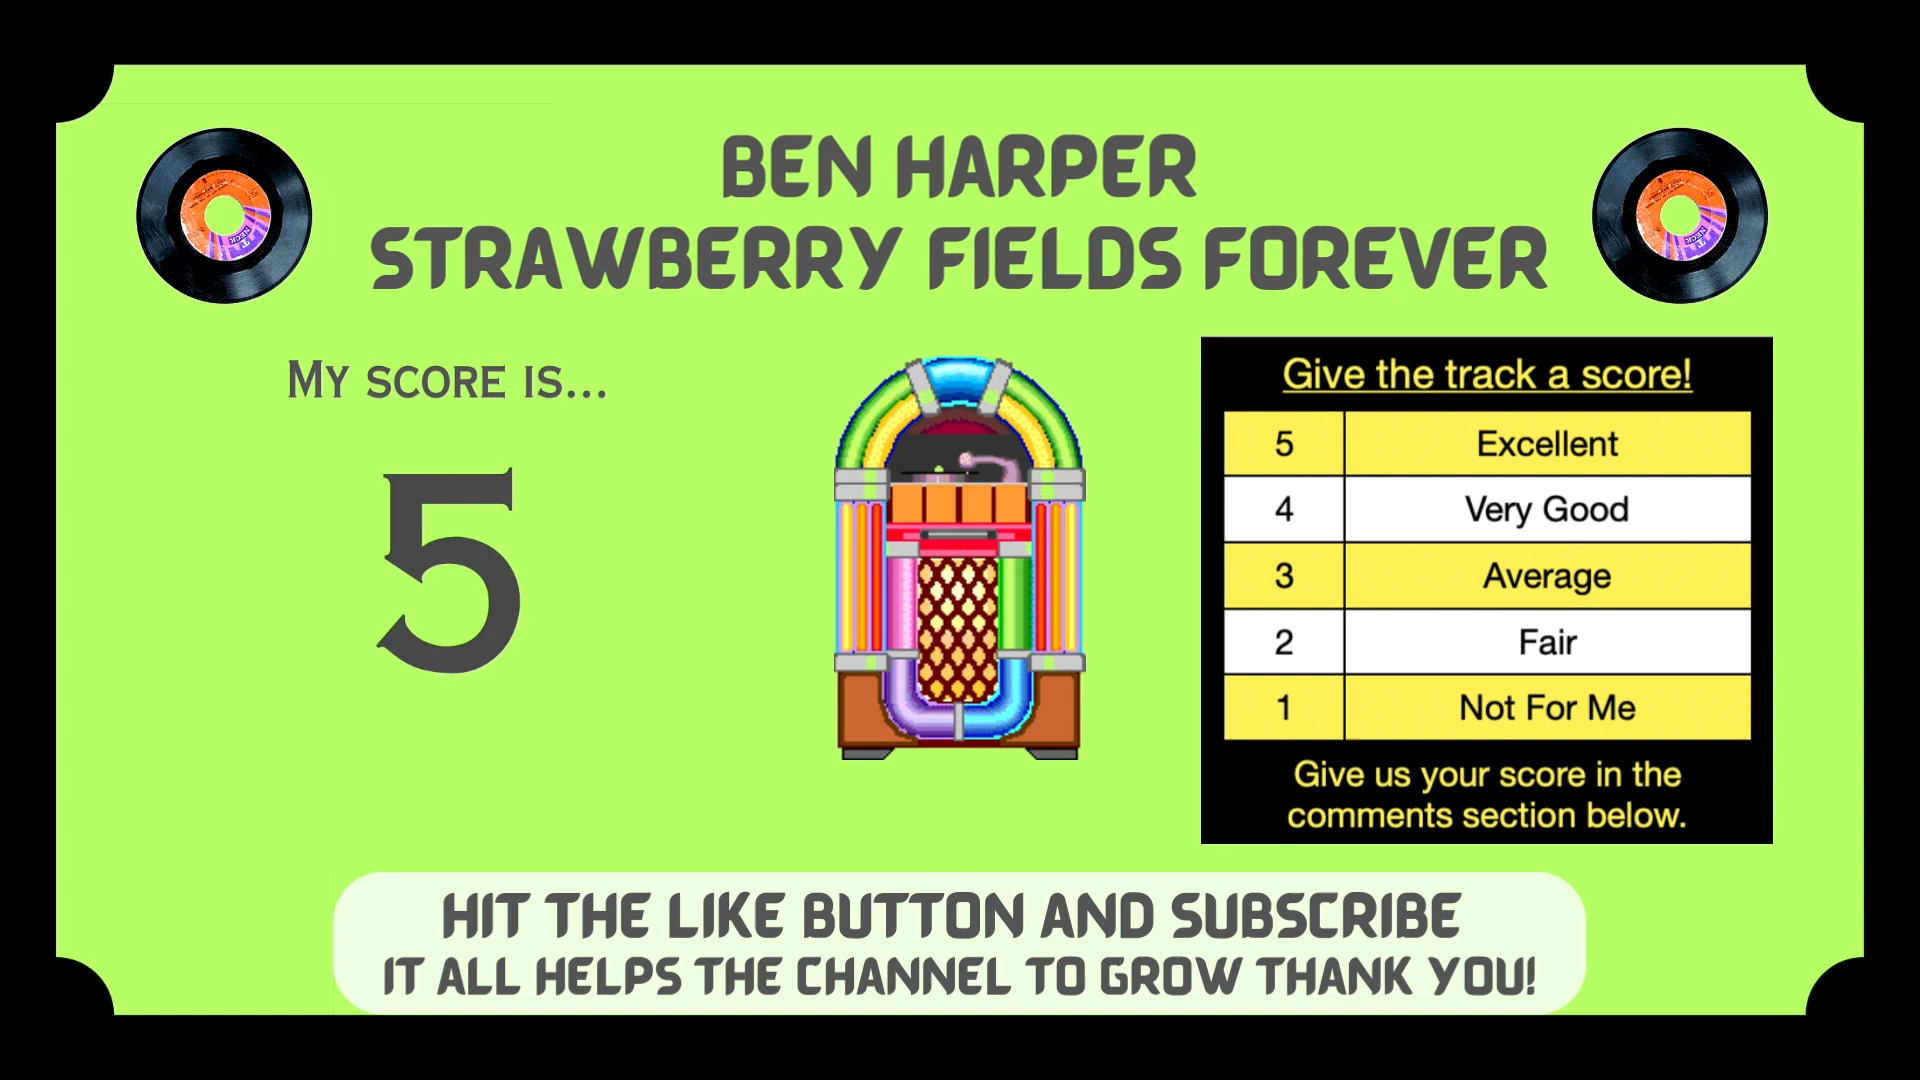 BEN HARPER
STRAWBERRY FIELDS FOREVER
MY SCORE IS...
5
Give the track a score!
5 Excellent
4 Very Good
3 Average
2 Fair
1 Not For Me
Give us your score in the
comments section below.
HIT THE LIKE BUTTON AND SUBSCRIBE
IT ALL HELPS THE CHANNEL TO GROW THANK YOU!